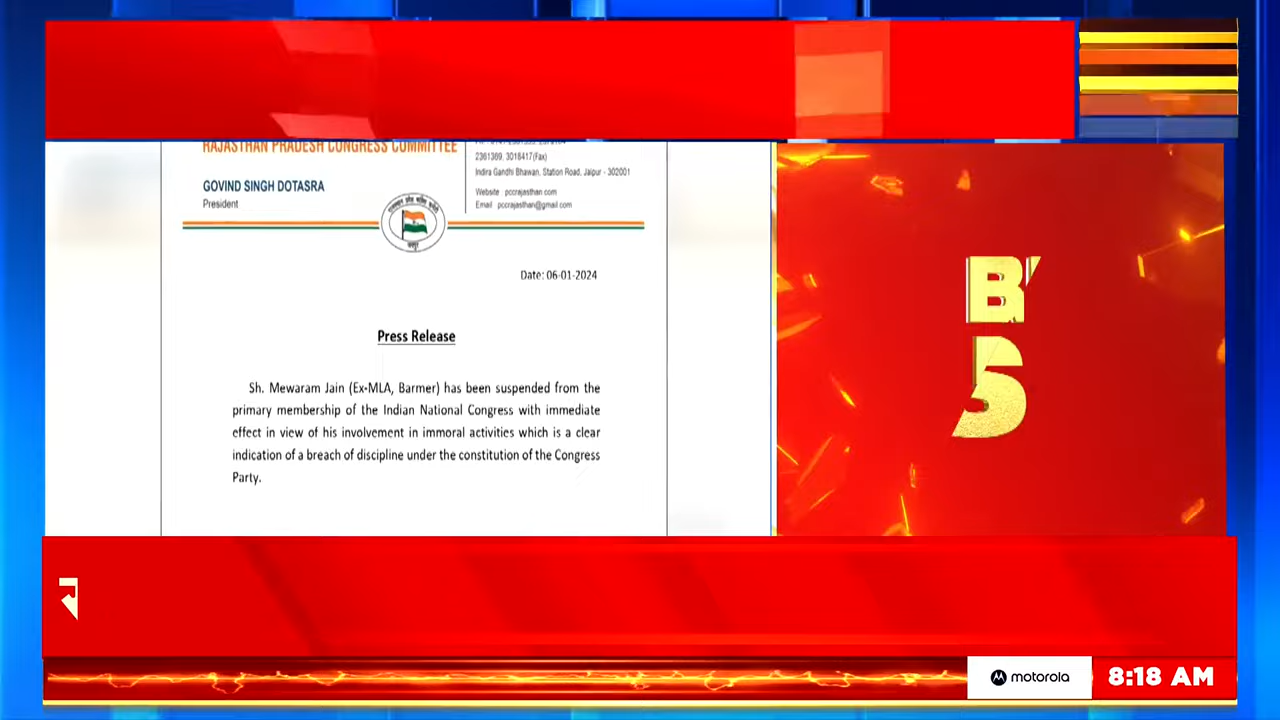 RAJASTHAN PRADESH CONGRESS COMMITTEE
2361309, 3018417(Fax)
Indira Gandhi Bhawan, Station Road, Jaipur - 302001
GOVIND SINGH DOTASRA
President
Website pccrajasthan.com
Email pccrajasthan@gmail.com
Date: 06-01-2024
Press Release
Sh. Mewaram Jain (Ex-MLA, Barmer) has been suspended from the
primary membership of the Indian National Congress with immediate
effect in view of his involvement in immoral activities which is a clear
indication of a breach of discipline under the constitution of the Congress
Party.
motorola
8:18 AM